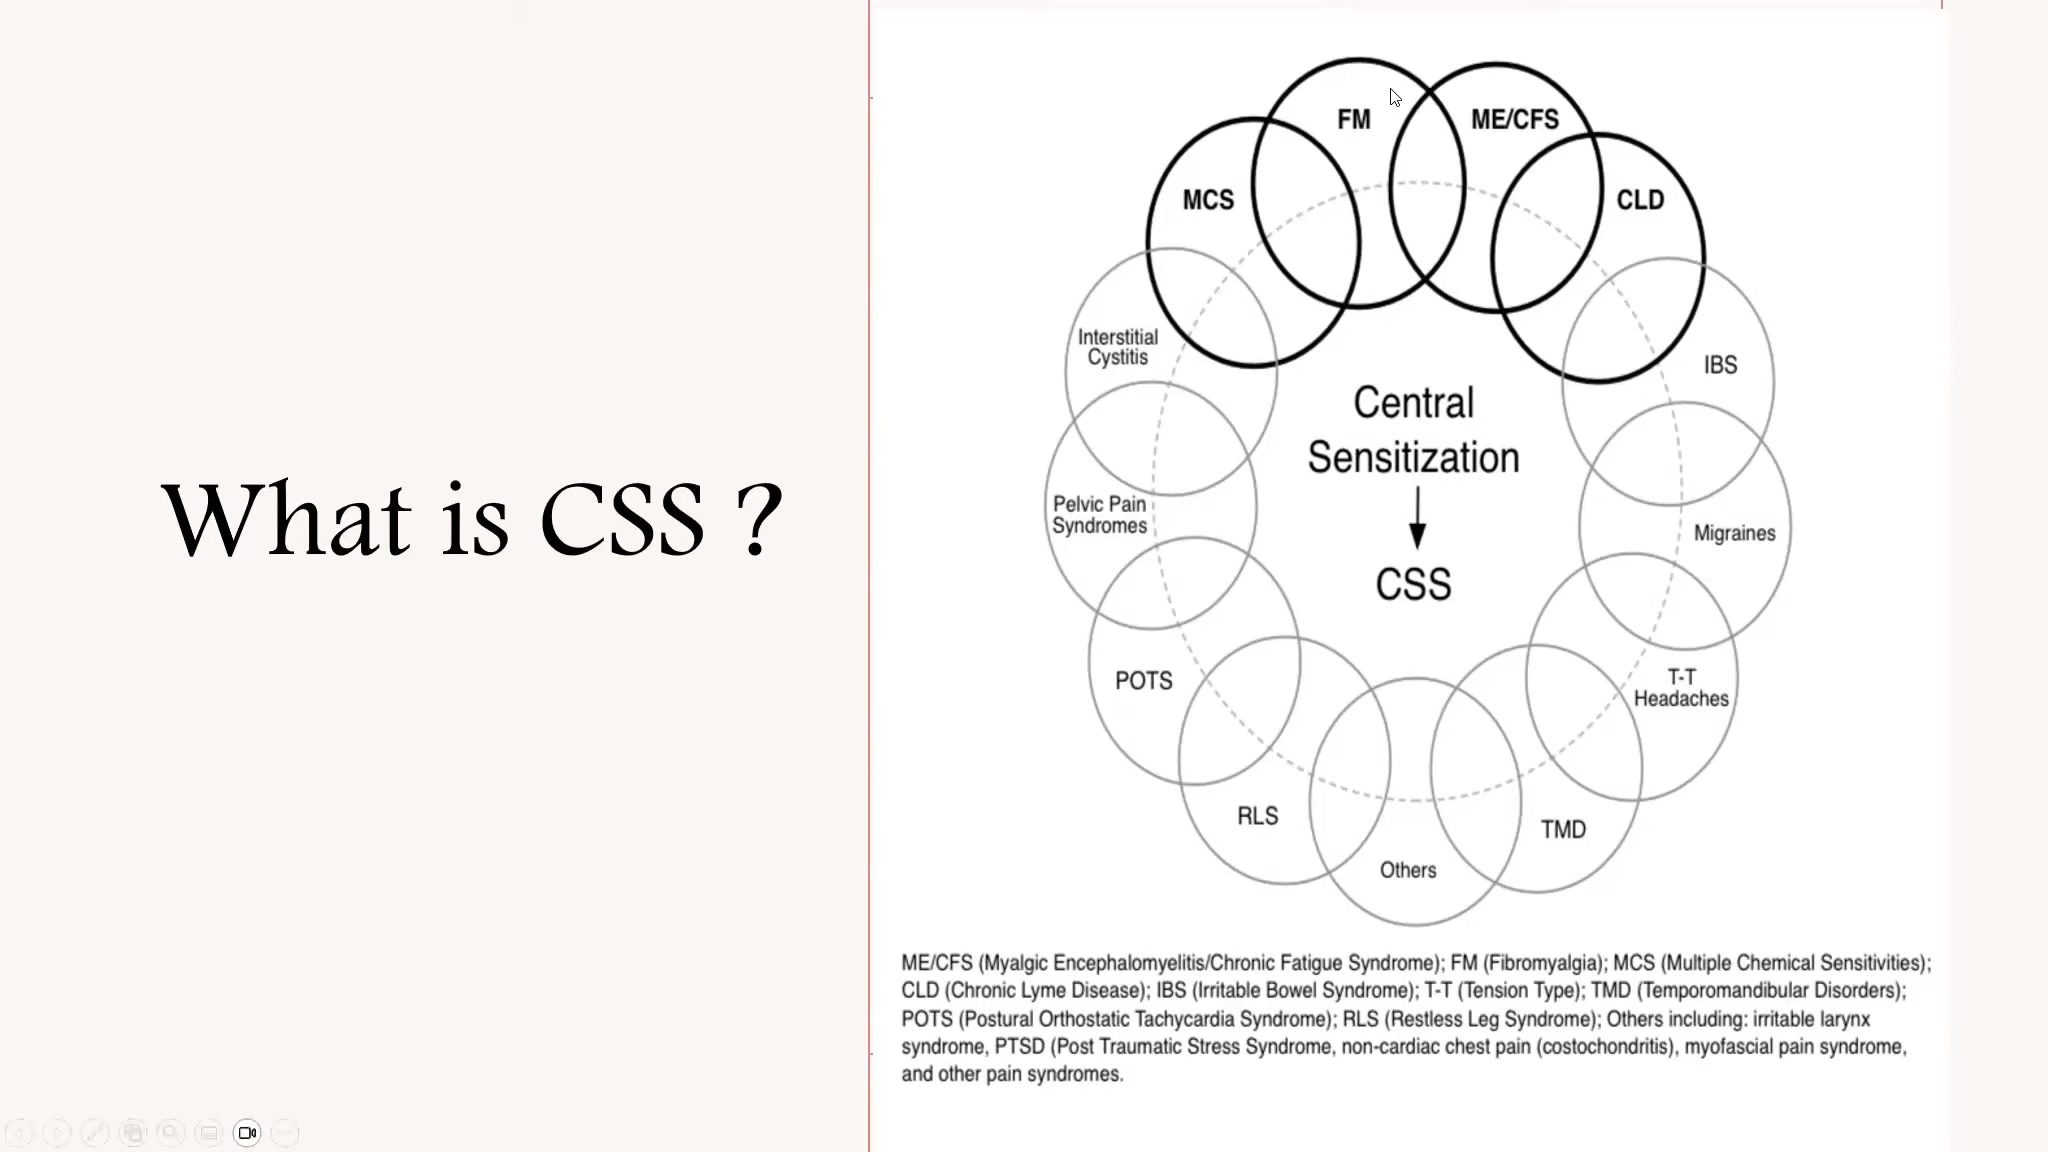 What is CSS ?
FM
ME/CFS
MCS
CLD
Interstitial
Cystitis
IBS
Central
Sensitization
CSS
Pelvic Pain
Syndromes
Migraines
POTS
T-T
Headaches
RLS
TMD
Others
ME/CFS (Myalgic Encephalomyelitis/Chronic Fatigue Syndrome); FM (Fibromyalgia); MCS (Multiple Chemical Sensitivities);
CLD (Chronic Lyme Disease); IBS (Irritable Bowel Syndrome); T-T (Tension Type); TMD (Temporomandibular Disorders);
POTS (Postural Orthostatic Tachycardia Syndrome); RLS (Restless Leg Syndrome); Others including: irritable larynx
syndrome, PTSD (Post Traumatic Stress Syndrome, non-cardiac chest pain (costochondritis), myofascial pain syndrome,
and other pain syndromes.